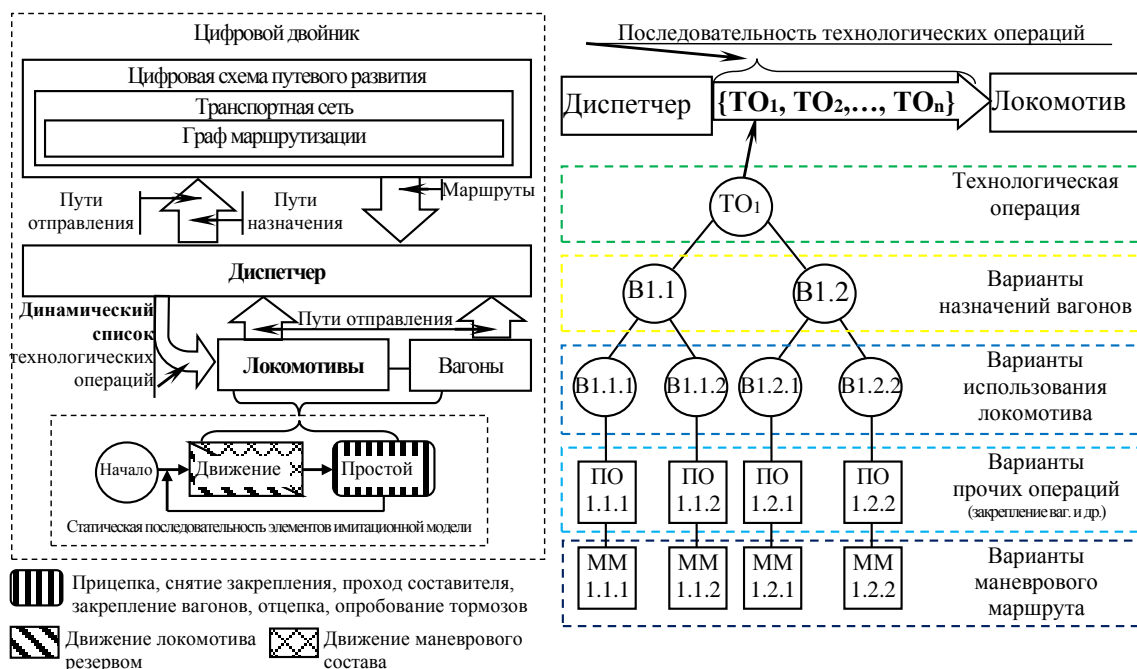 Цифровой двойник
Цифровая схема путевого развития
Транспортная сеть
Граф маршрутизации
Пути
отправления
Пути
назначения
Маршруты
Диспетчер
Динамический
список
технологических
операций
Пути отправления
Локомотивы
Вагоны
Начало
Движение
Простой
Статическая последовательность элементов имитационной модели
Прицепка, снятие закрепления, проход составителя,
закрепление вагонов, отцепка, опробование тормозов
Движение локомотива
резервом
Движение маневрового
состава
Последовательность технологических операций
Диспетчер
{ТО1, ТО2,…, ТОn}
Локомотив
ТО1
Технологическая
операция
В1.1
В1.2
Варианты
назначений вагонов
В1.1.1
В1.1.2
В1.2.1
В1.2.2
Варианты
использования
локомотива
ПО
1.1.1
ПО
1.1.2
ПО
1.2.1
ПО
1.2.2
Варианты
прочих операций
(закрепление ваг. и др.)
ММ
1.1.1
ММ
1.1.2
ММ
1.2.1
ММ
1.2.2
Варианты
маневрового
маршрута